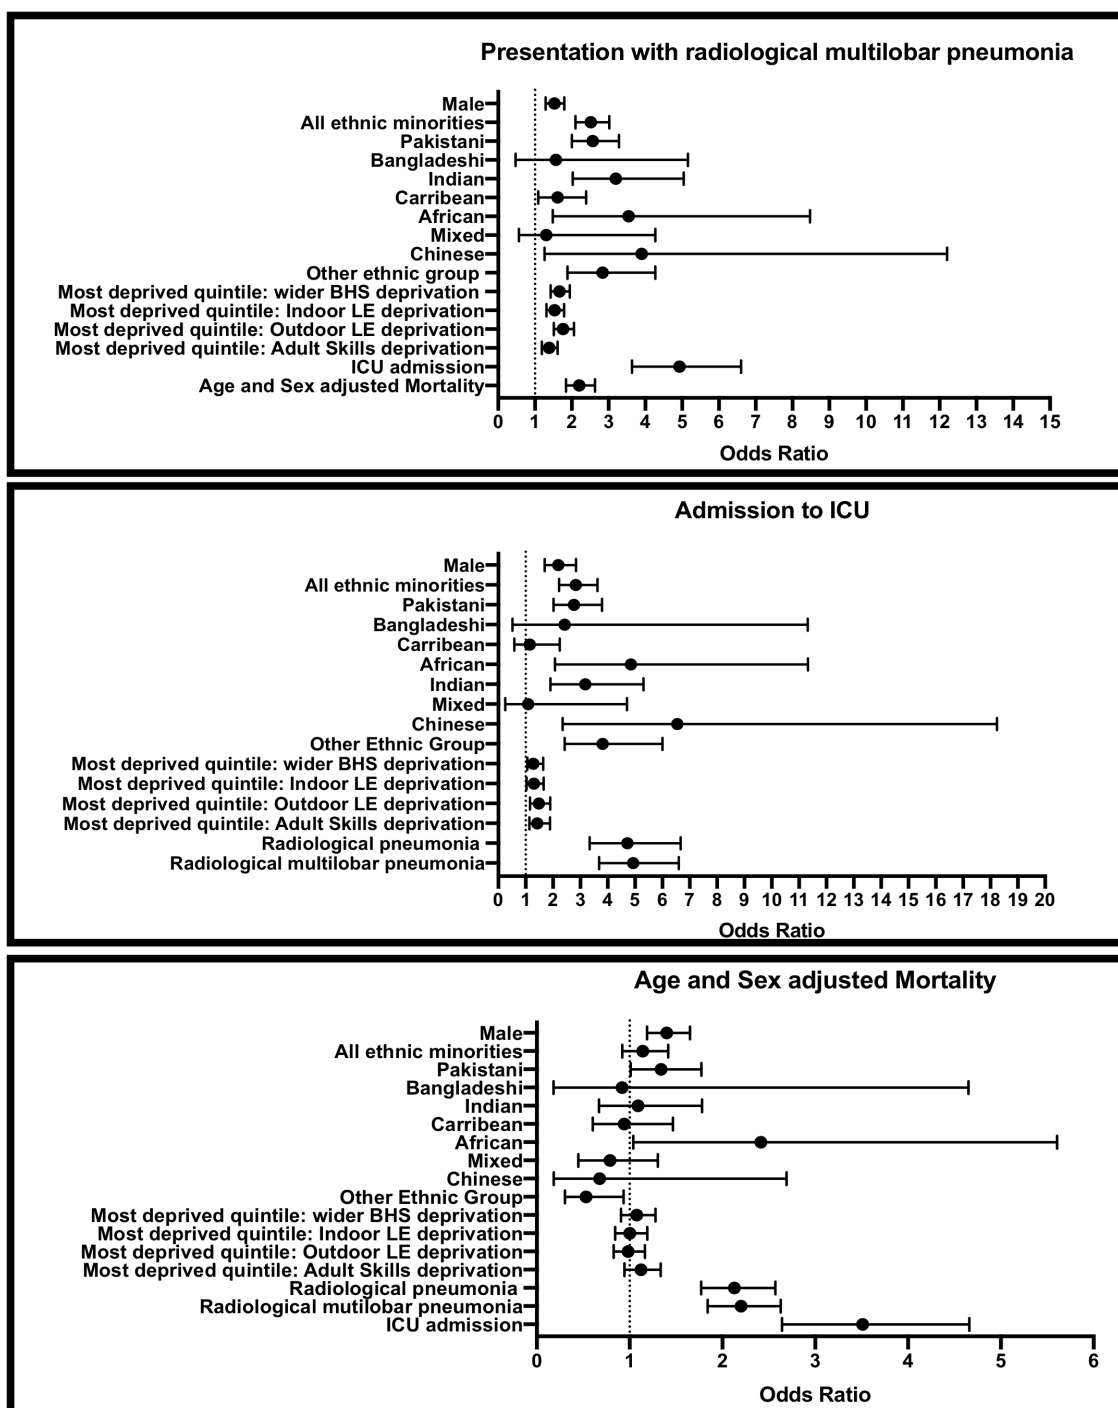 Presentation with radiological multilobar pneumonia
Male
All ethnic minorities
Pakistani
Bangladeshi
Indian
Carribean
African
Mixed
Chinese
Other ethnic group
Most deprived quintile: wider BHS deprivation
Most deprived quintile: Indoor LE deprivation
Most deprived quintile: Outdoor LE deprivation
Most deprived quintile: Adult Skills deprivation
ICU admission
Age and Sex adjusted Mortality
0 1 2 3 4 5 6 7 8 9 10 11 12 13 14 15
Odds Ratio
Admission to ICU
Male
All ethnic minorities
Pakistani
Bangladeshi
Carribean
African
Indian
Mixed
Chinese
Other Ethnic Group
Most deprived quintile: wider BHS deprivation
Most deprived quintile: Indoor LE deprivation
Most deprived quintile: Outdoor LE deprivation
Most deprived quintile: Adult Skills deprivation
Radiological pneumonia
Radiological multilobar pneumonia
0 1 2 3 4 5 6 7 8 9 10 11 12 13 14 15 16 17 18 19 20
Odds Ratio
Age and Sex adjusted Mortality
Male
All ethnic minorities
Pakistani
Bangladeshi
Indian
Carribean
African
Mixed
Chinese
Other Ethnic Group
Most deprived quintile: wider BHS deprivation
Most deprived quintile: Indoor LE deprivation
Most deprived quintile: Outdoor LE deprivation
Most deprived quintile: Adult Skills deprivation
Radiological pneumonia
Radiological mutilobar pneumonia
ICU admission
0 1 2 3 4 5 6
Odds Ratio